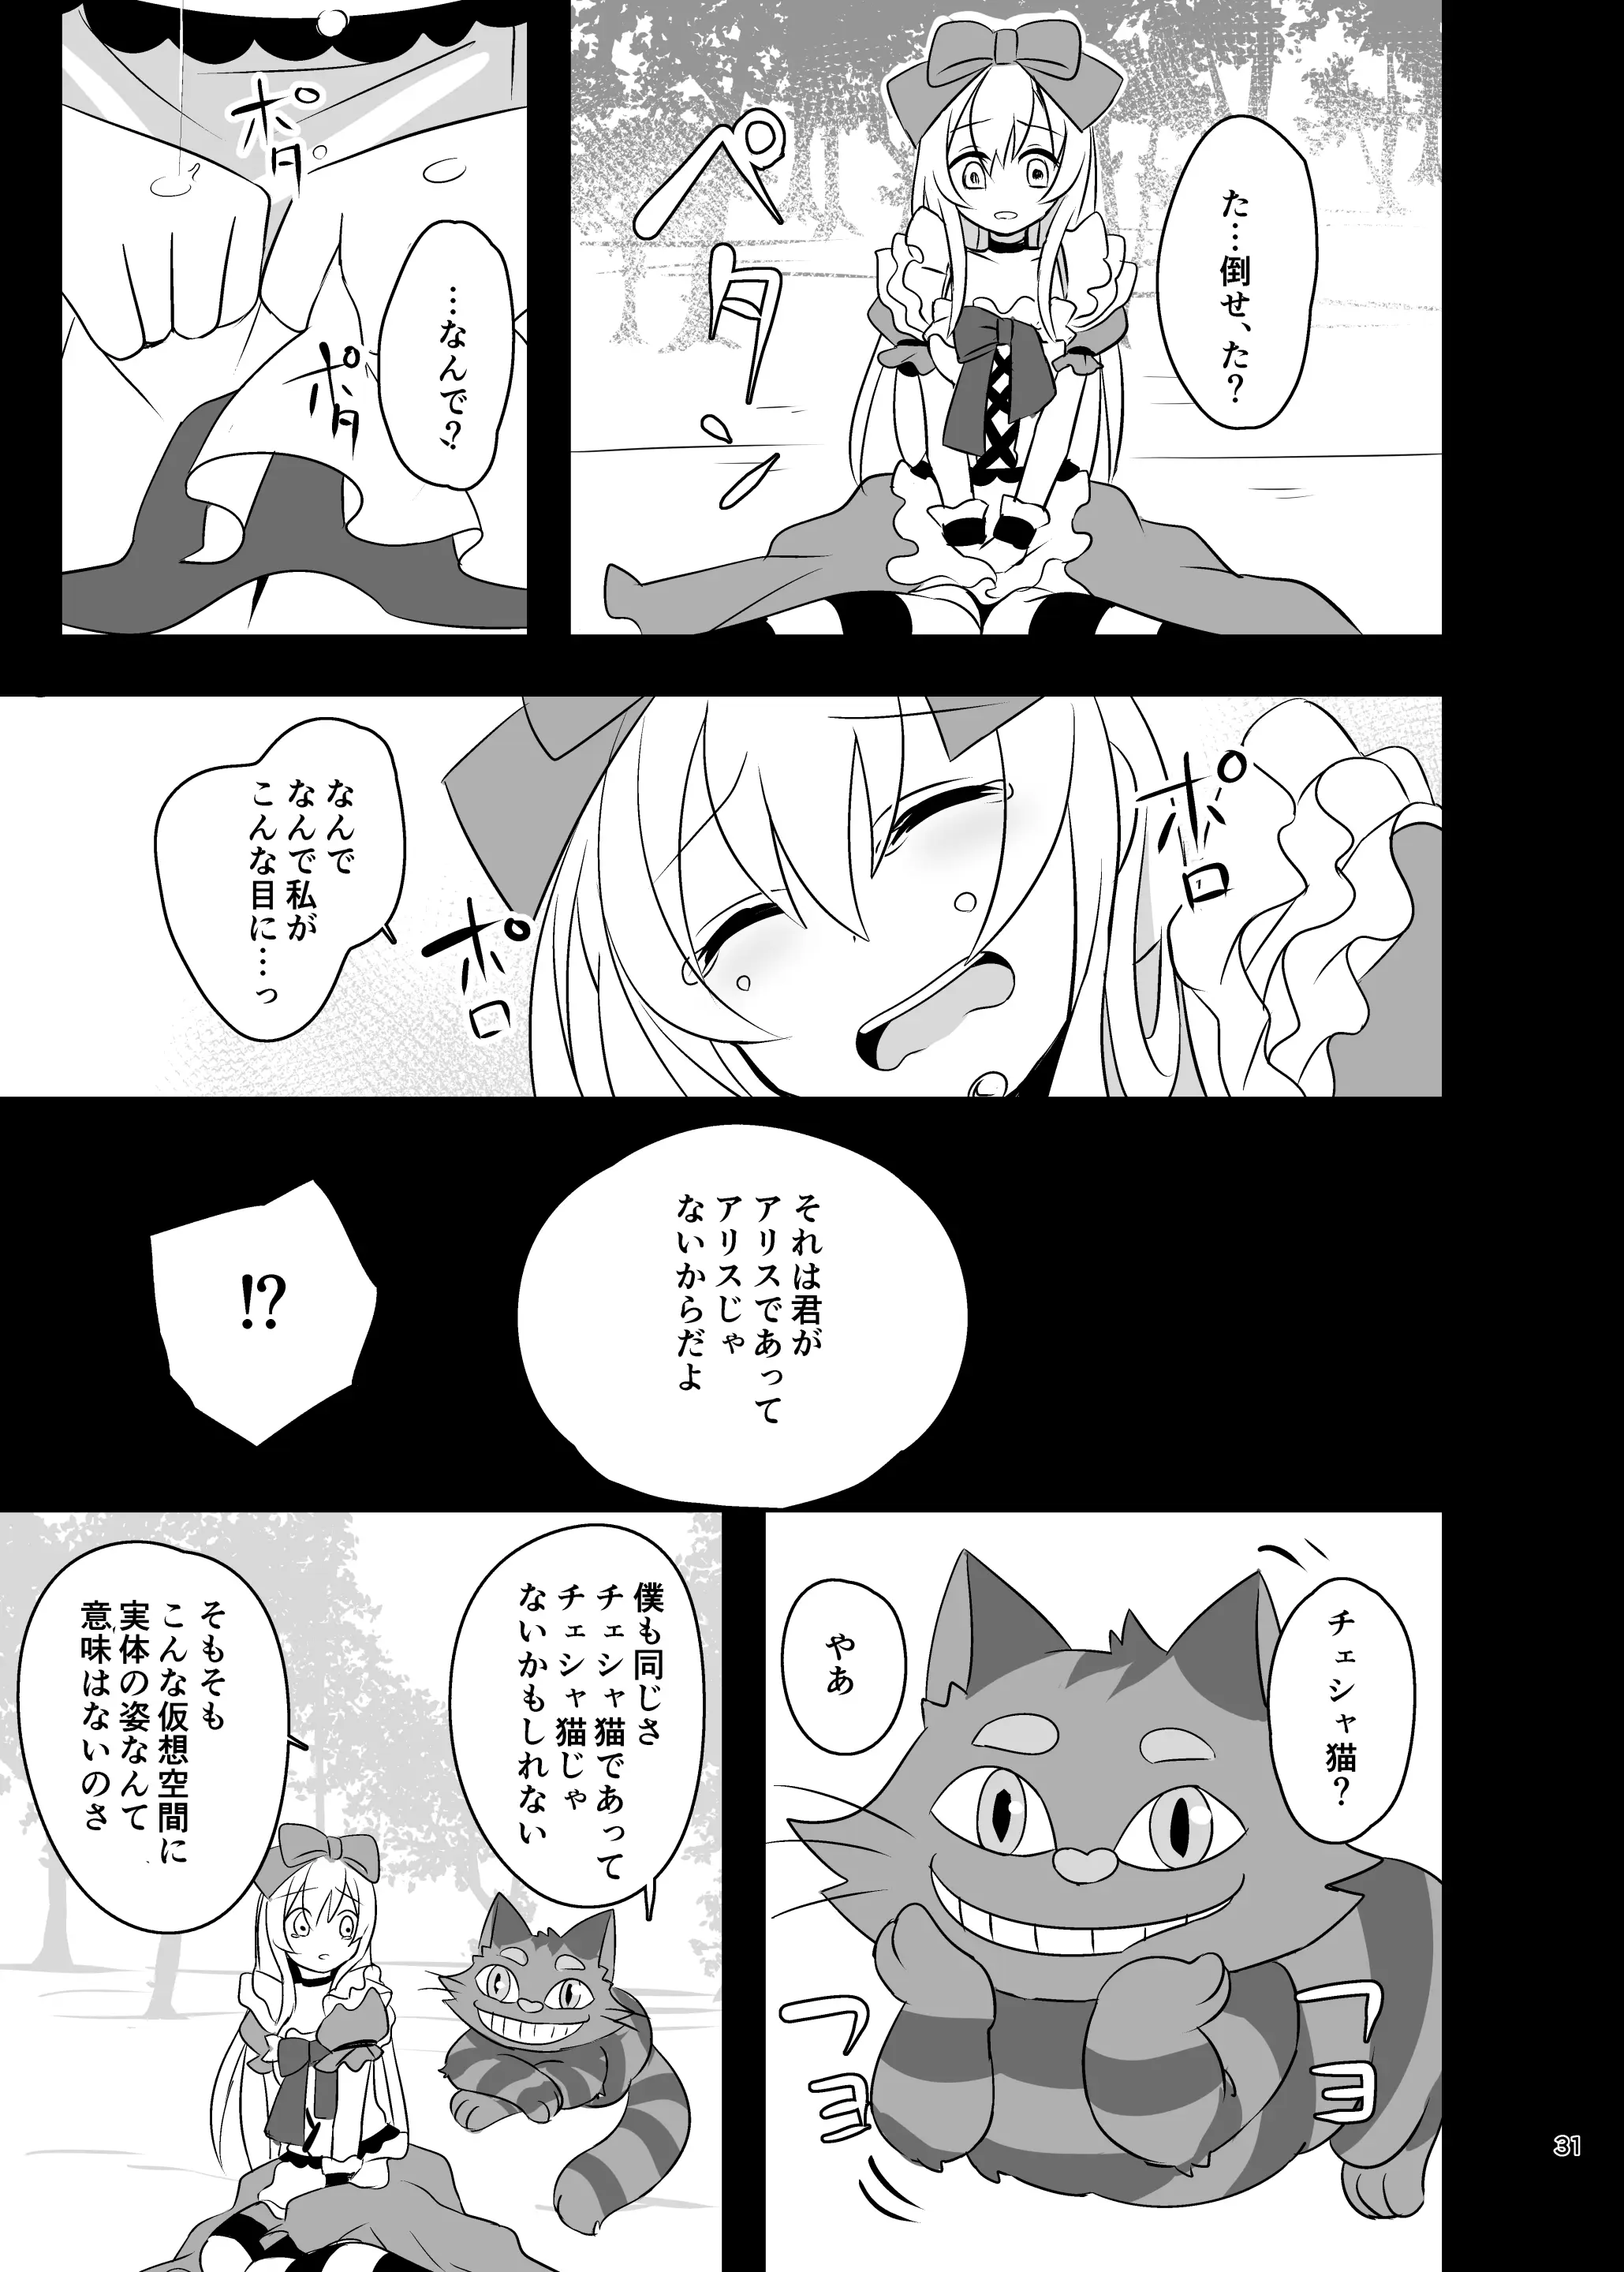 た…倒せ、た？
ペタ
…なんで？
ポタ
ポタ
なんで
なんで私が
こんな目に…っ
ポロ
ポロ
それは君が
アリスであって
アリスじゃ
ないからだよ
!?
チェシャ猫？
やあ
ヒョ
フヨ
僕も同じさ
チェシャ猫であって
チェシャ猫じゃ
ないかもしれない
そもそも
こんな仮想空間に
実体の姿なんて
意味はないのさ
31